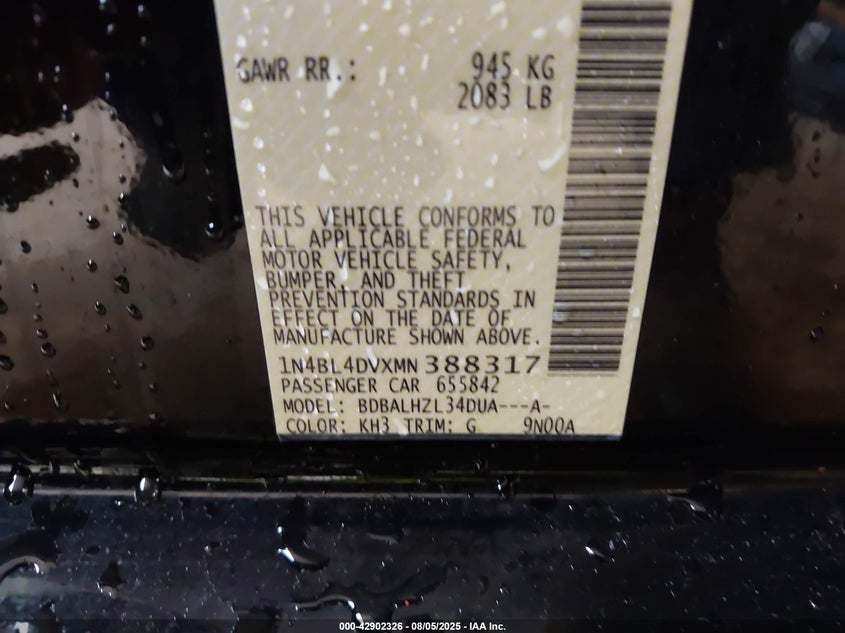 GAWR RR.: 945 KG
2083 LB
THIS VEHICLE CONFORMS TO
ALL APPLICABLE FEDERAL
MOTOR VEHICLE SAFETY,
BUMPER, AND THEFT
PREVENTION STANDARDS IN
EFFECT ON THE DATE OF
MANUFACTURE SHOWN ABOVE.
1N4BL4DVXMN388317
PASSENGER CAR 655842
MODEL: BDBALHZL34DUA---A-
COLOR: KH3 TRIM: G 9N00A
000-42902326 - 08/05/2025 - IAA Inc.